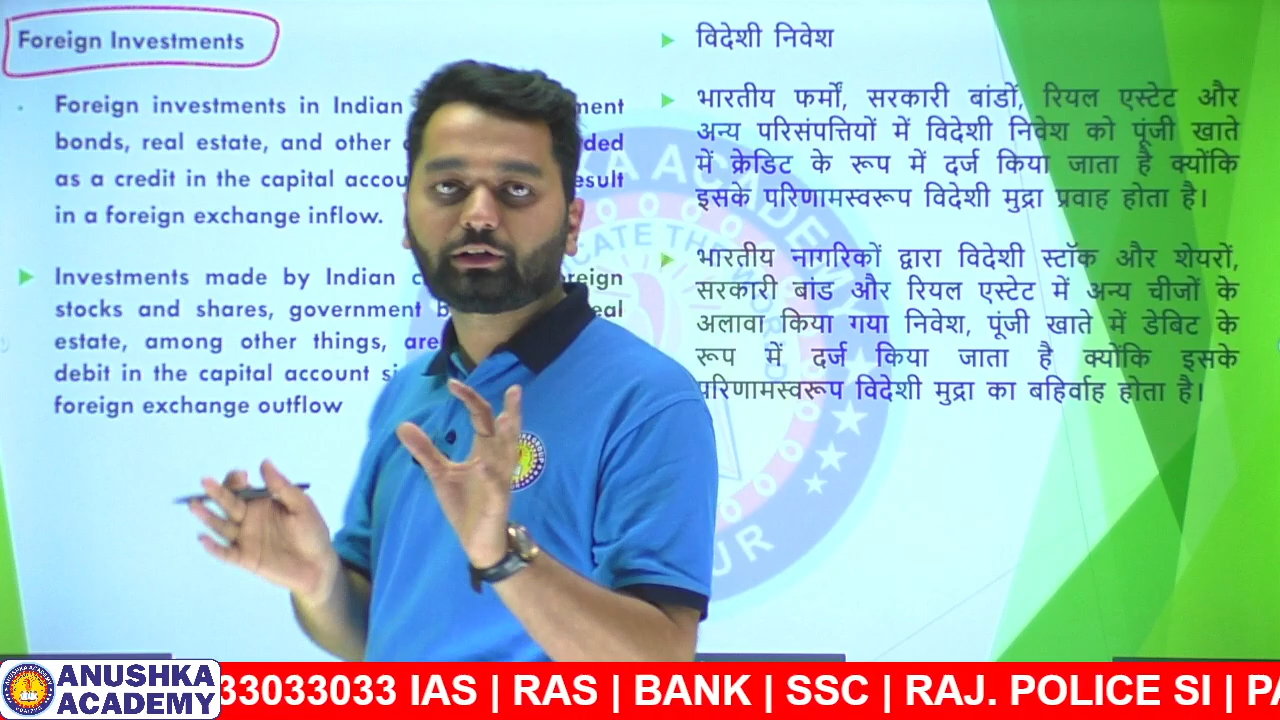 Foreign Investments
Foreign investments in Indian
bonds, real estate, and other
as a credit in the capital
in a foreign exchange inflow.
Investments made by Indian
stocks and shares, government
estate, among other things, are
debit in the capital account
foreign exchange outflow
विदेशी निवेश
भारतीय फर्मों, सरकारी बांडों, रियल एस्टेट और
अन्य परिसंपत्तियों में विदेशी निवेश को पूंजी खाते
में क्रेडिट के रूप में दर्ज किया जाता है क्योंकि
इसके परिणामस्वरूप विदेशी मुद्रा प्रवाह होता है।
भारतीय नागरिकों द्वारा विदेशी स्टॉक और शेयरों,
सरकारी बांड और रियल एस्टेट में अन्य चीजों के
अलावा किया गया निवेश, पूंजी खाते में डेबिट के
रूप में दर्ज किया जाता है क्योंकि इसके
परिणामस्वरूप विदेशी मुद्रा का बहिर्वाह होता है।
ANUSHKA
ACADEMY
33033033 IAS | RAS | BANK | SSC | RAJ. POLICE SI |